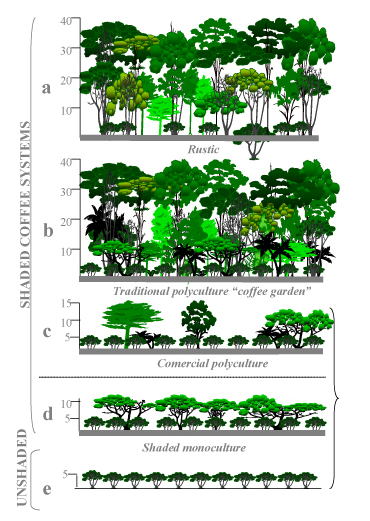 SHADED COFFEE SYSTEMS
a
40
30
20
10
Rustic
b
40
30
20
10
Traditional polyculture “coffee garden”
c
15
10
5
Comercial polyculture
d
10
5
Shaded monoculture
UNSHADED
e
5